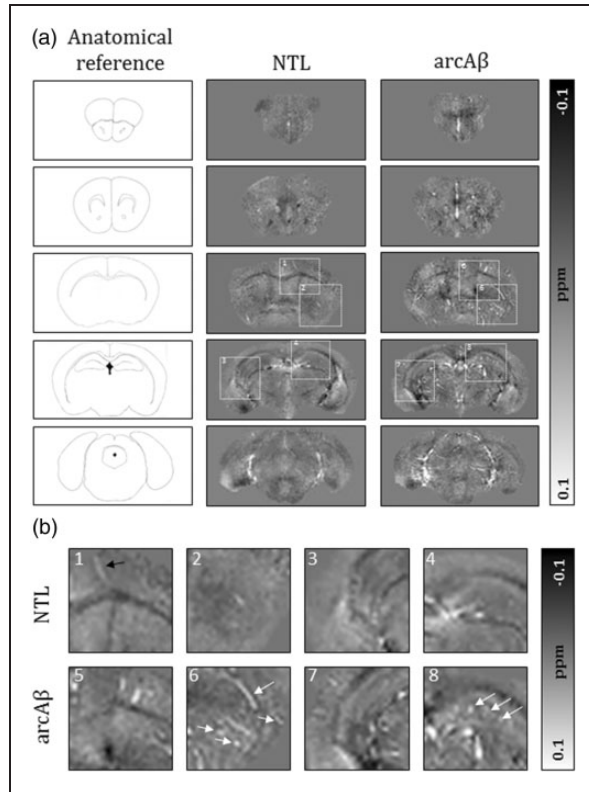 (a)
Anatomical
reference
NTL
arcAβ
-0.1
ppm
0.1
1
2
3
4
(b)
NTL
1
2
3
4
arcAβ
5
6
7
8
-0.1
ppm
0.1